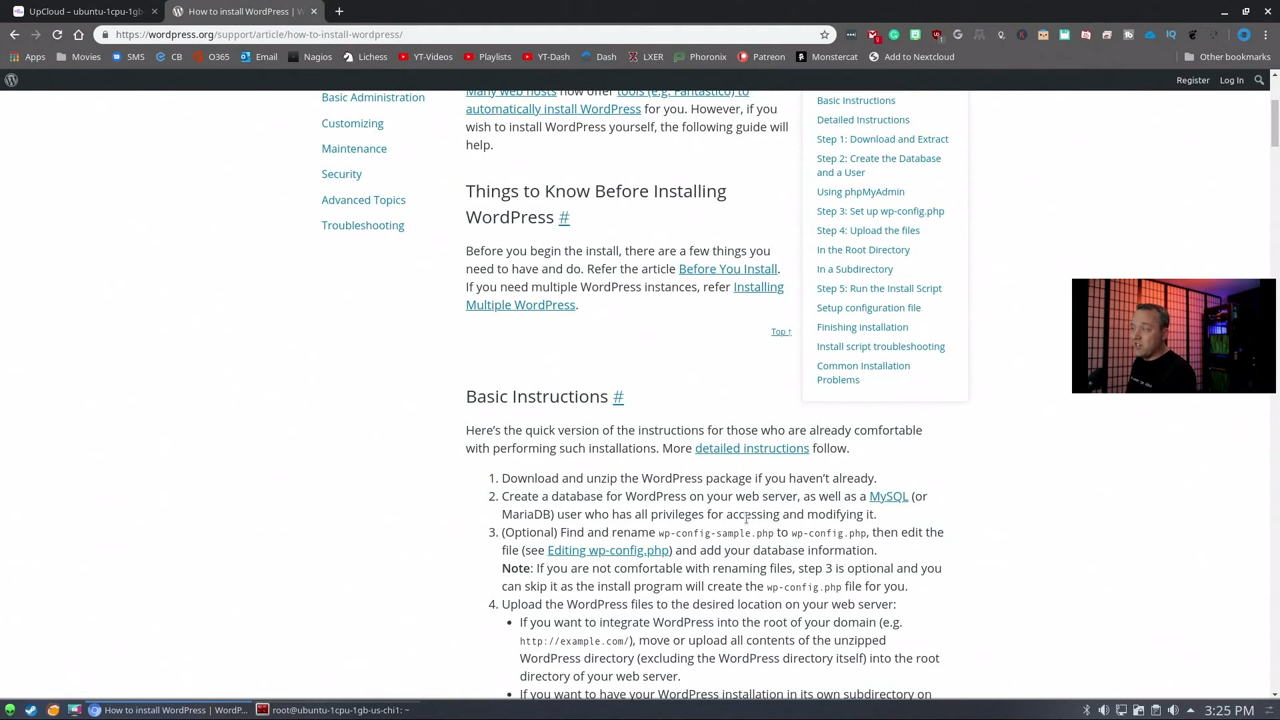 UpCloud – ubuntu-1cpu-1gb-
How to install WordPress | W
https://wordpress.org/support/article/how-to-install-wordpress/
Apps
Movies
SMS
CB
O365
Email
Nagios
Lichess
YT-Videos
Playlists
YT-Dash
Dash
LXER
Phoronix
Patreon
Monstercat
Add to Nextcloud
Other bookmarks
Register
Log In
Basic Administration
Customizing
Maintenance
Security
Advanced Topics
Troubleshooting
Many web hosts now offer tools (e.g. Fantastico) to
automatically install WordPress for you. However, if you
wish to install WordPress yourself, the following guide will
help.
Things to Know Before Installing
WordPress #
Before you begin the install, there are a few things you
need to have and do. Refer the article Before You Install.
If you need multiple WordPress instances, refer Installing
Multiple WordPress.
Top ↑
Basic Instructions
Detailed Instructions
Step 1: Download and Extract
Step 2: Create the Database
and a User
Using phpMyAdmin
Step 3: Set up wp-config.php
Step 4: Upload the files
In the Root Directory
In a Subdirectory
Step 5: Run the Install Script
Setup configuration file
Finishing installation
Install script troubleshooting
Common Installation
Problems
Basic Instructions #
Here's the quick version of the instructions for those who are already comfortable
with performing such installations. More detailed instructions follow.
1. Download and unzip the WordPress package if you haven't already.
2. Create a database for WordPress on your web server, as well as a MySQL (or
MariaDB) user who has all privileges for accessing and modifying it.
3. (Optional) Find and rename wp-config-sample.php to wp-config.php, then edit the
file (see Editing wp-config.php) and add your database information.
Note: If you are not comfortable with renaming files, step 3 is optional and you
can skip it as the install program will create the wp-config.php file for you.
4. Upload the WordPress files to the desired location on your web server:
• If you want to integrate WordPress into the root of your domain (e.g.
http://example.com/), move or upload all contents of the unzipped
WordPress directory (excluding the WordPress directory itself) into the root
directory of your web server.
• If you want to have your WordPress installation in its own subdirectory on
How to install WordPress | WordP...
root@ubuntu-1cpu-1gb-us-chi1: ~
3:25 PM